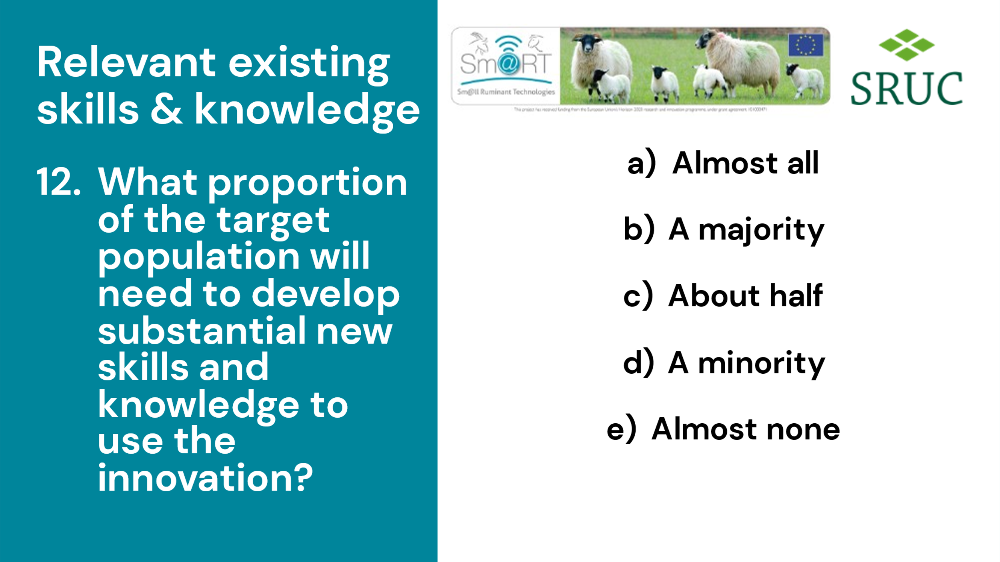 Relevant existing
skills & knowledge
12. What proportion
of the target
population will
need to develop
substantial new
skills and
knowledge to
use the
innovation?
Sm@RT
Sm@ll Ruminant Technologies
This project has received funding from the European Union's Horizon 2020 research and innovation programme, under grant agreement
SRUC
a) Almost all
b) A majority
c) About half
d) A minority
e) Almost none